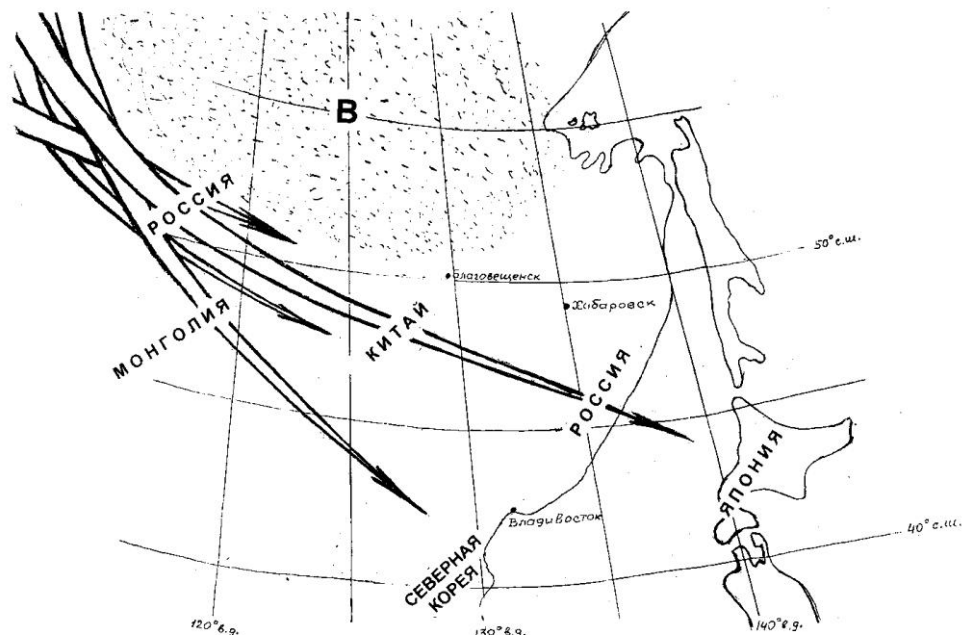 В
РОССИЯ
50° с.ш.
Благовещенск
Хабаровск
МОНГОЛИЯ
КИТАЙ
РОССИЯ
ЯПОНИЯ
Владивосток
40° с.ш.
СЕВЕРНАЯ
КОРЕЯ
120° в.д.
130° в.д.
140° в.д.